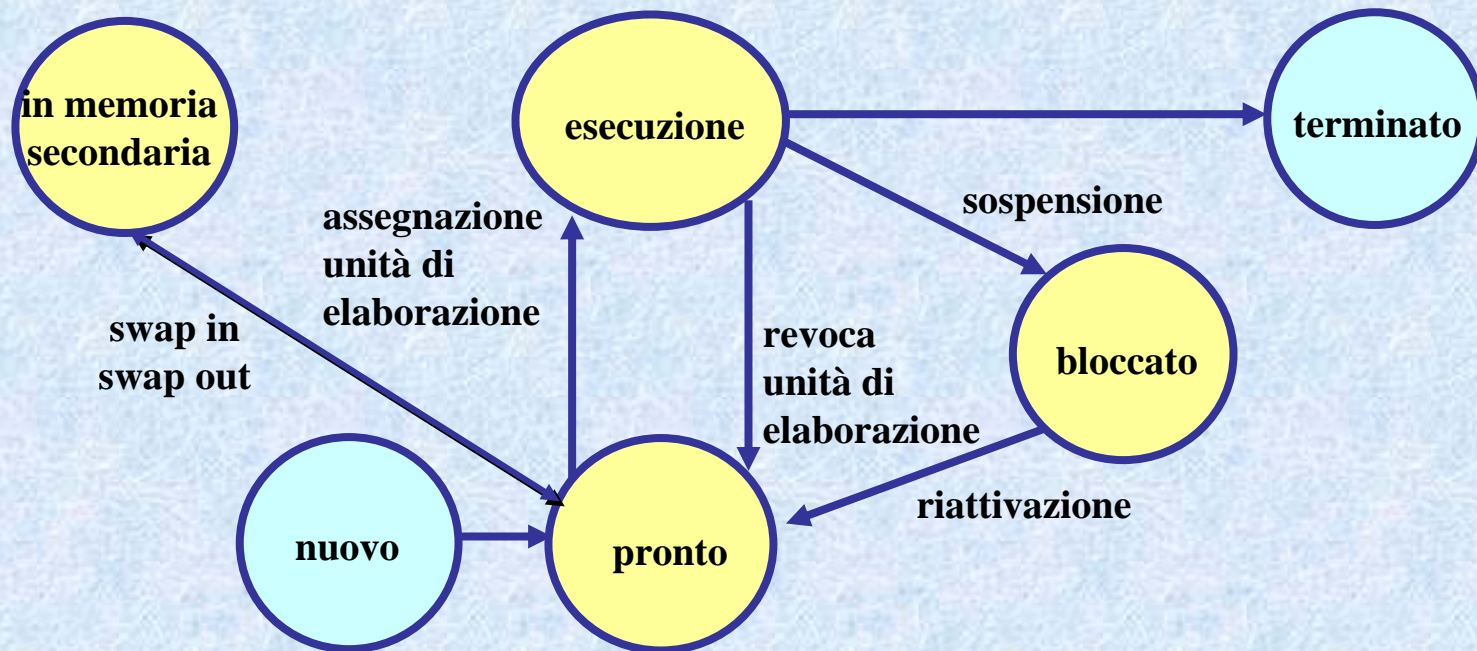 in memoria
secondaria
esecuzione
terminato
assegnazione
unità di
elaborazione
sospensione
swap in
swap out
revoca
unità di
elaborazione
bloccato
riattivazione
nuovo
pronto